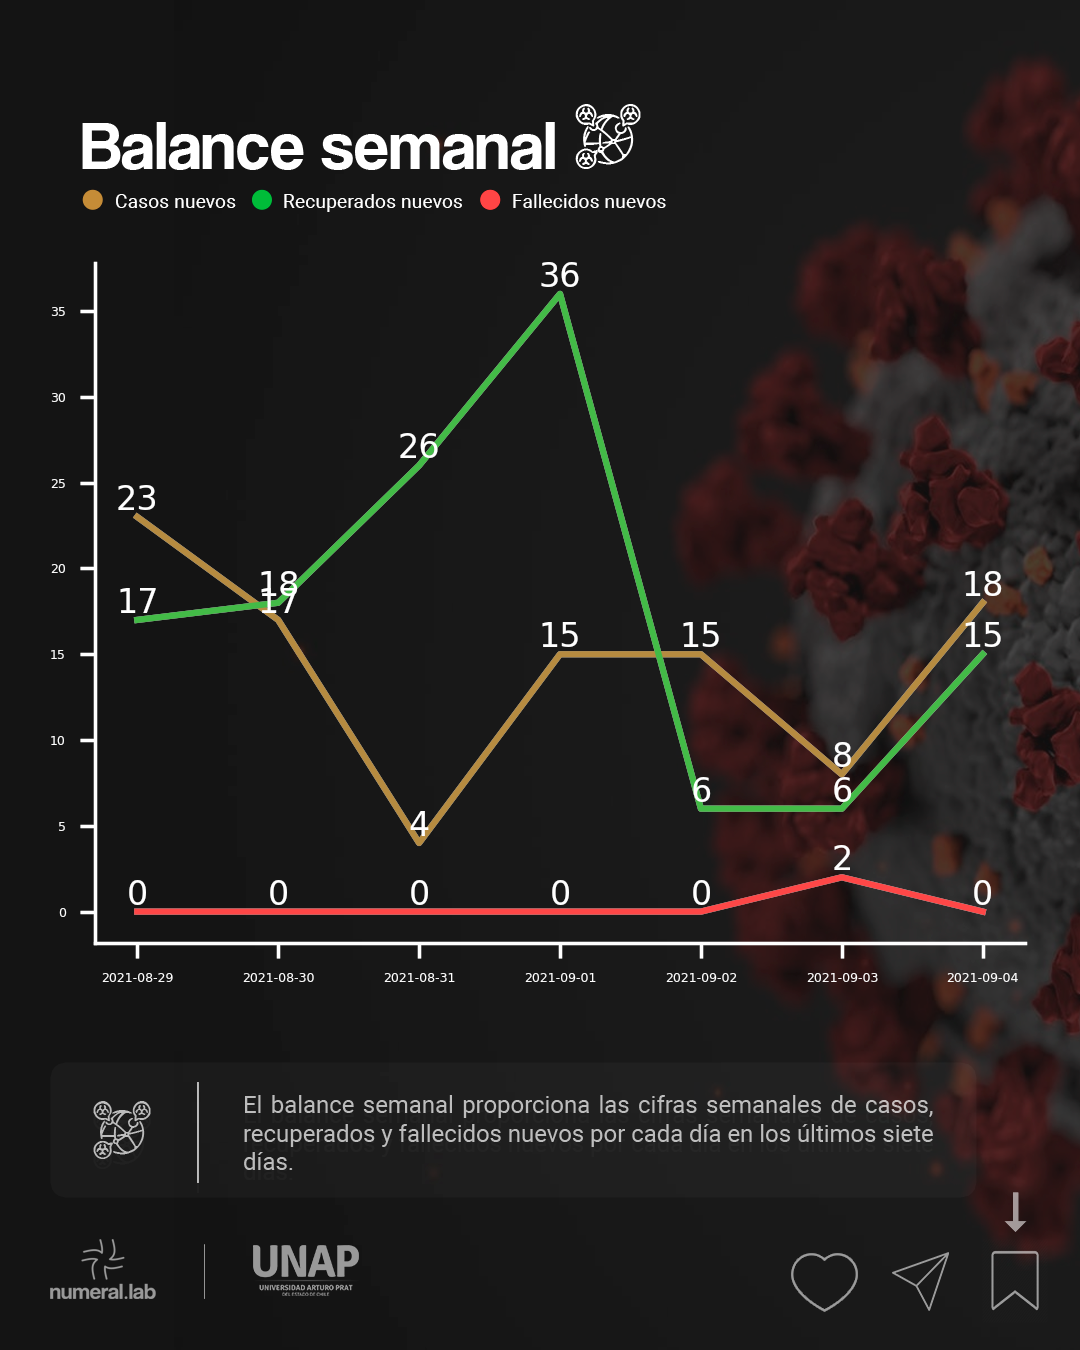 Balance semanal
Casos nuevos Recuperados nuevos Fallecidos nuevos
36
35
30
26
25
23
20
18
17 17 18
15
15 15 15
10
8
6 6
5
4
2
0 0 0 0 0 0
0
2021-08-29 2021-08-30 2021-08-31 2021-09-01 2021-09-02 2021-09-03 2021-09-04
El balance semanal proporciona las cifras semanales de casos,
recuperados y fallecidos nuevos por cada día en los últimos siete
días.
numeral.lab
UNAP
UNIVERSIDAD ARTURO PRAT
DEL ESTADO DE CHILE